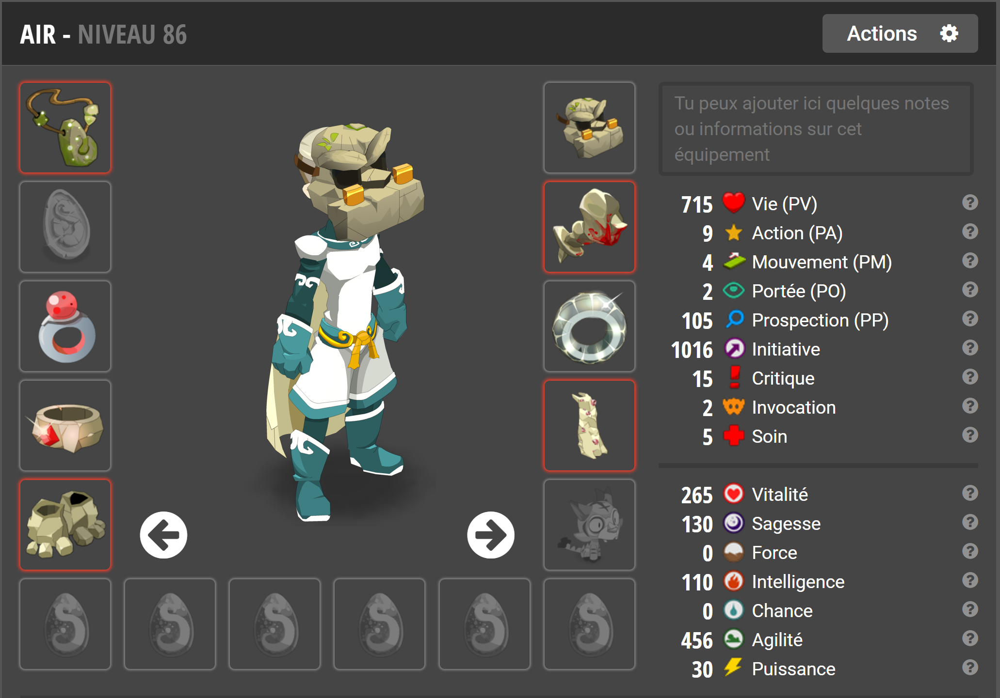 AIR - NIVEAU 86
Actions
Tu peux ajouter ici quelques notes
ou informations sur cet
équipement
715 Vie (PV) ?
9 Action (PA) ?
4 Mouvement (PM) ?
2 Portée (PO) ?
105 Prospection (PP) ?
1016 Initiative ?
15 Critique ?
2 Invocation ?
5 Soin ?
265 Vitalité ?
130 Sagesse ?
0 Force ?
110 Intelligence ?
0 Chance ?
456 Agilité ?
30 Puissance ?